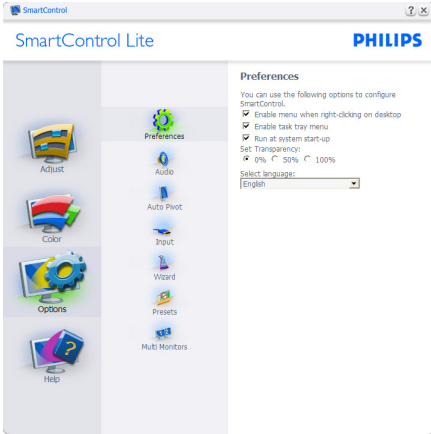 SmartControl
SmartControl Lite
PHILIPS
Adjust
Color
Options
Help
Preferences
Audio
Auto Pivot
Input
Wizard
Presets
Multi Monitors
Preferences
You can use the following options to configure
SmartControl.
Enable menu when right-clicking on desktop
Enable task tray menu
Run at system start-up
Set Transparency:
0% 50% 100%
Select language:
English